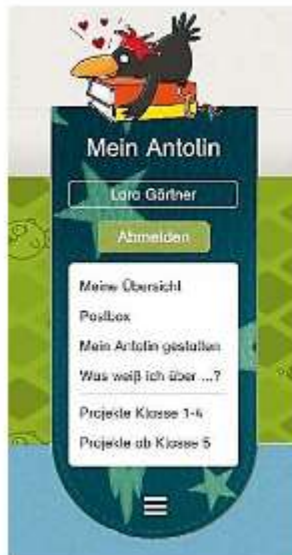 Mein Antolin
Lara Gärtner
Abmelden
Meine Übersicht
Postbox
Mein Antolin gestalten
Was weiß ich über ...?
Projekte Klasse 1-4
Projekte ab Klasse 5